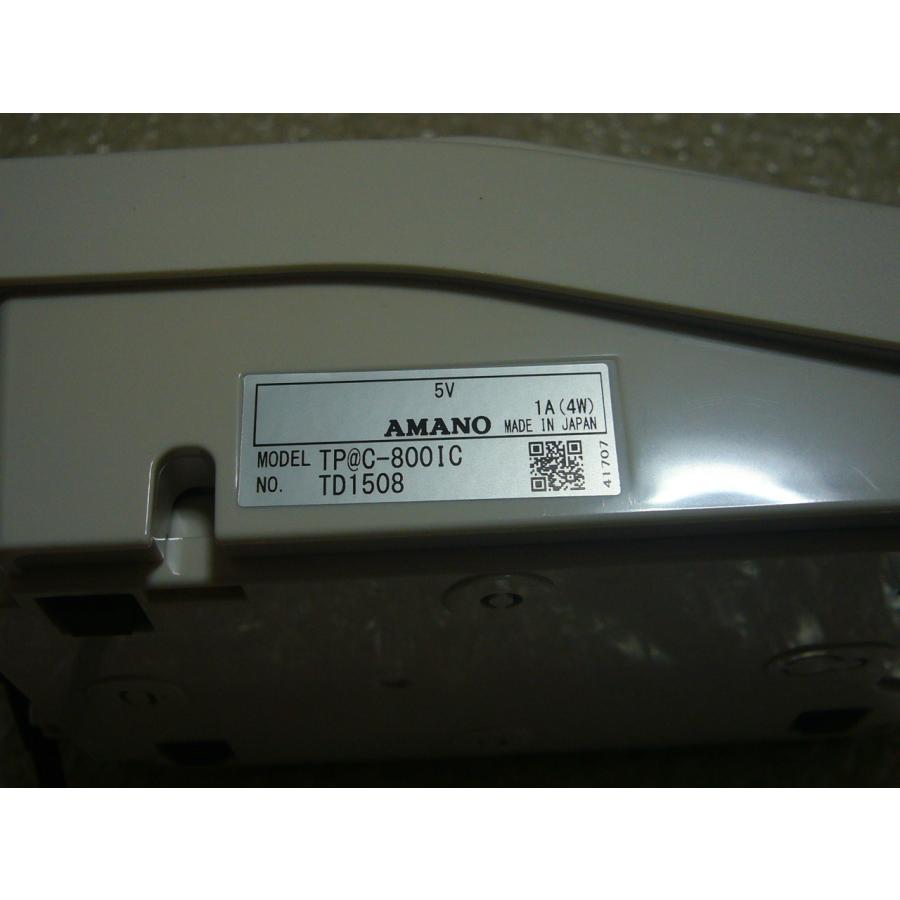 5V
1A(4W)
AMANO MADE IN JAPAN
MODEL TP@C-800IC
NO. TD1508
41707